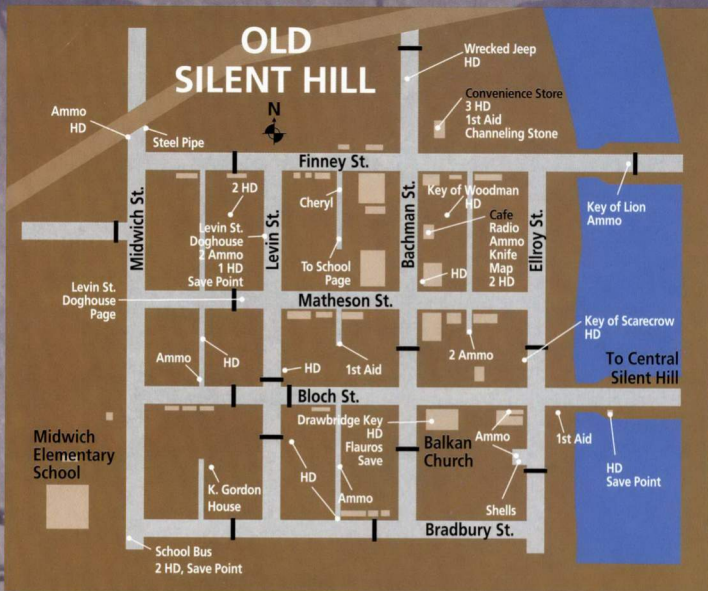 OLD
SILENT HILL
N
Wrecked Jeep
HD
Convenience Store
3 HD
1st Aid
Channeling Stone
Ammo
HD
Steel Pipe
Finney St.
Midwich St.
Levin St.
Bachman St.
Ellroy St.
2 HD
Cheryl
Key of Woodman
HD
Key of Lion
Ammo
Levin St.
Doghouse
2 Ammo
1 HD
Save Point
Cafe
Radio
Ammo
Knife
Map
2 HD
To School
Page
HD
Levin St.
Doghouse
Page
Matheson St.
Key of Scarecrow
HD
Ammo
HD
HD
1st Aid
2 Ammo
To Central
Silent Hill
Bloch St.
Drawbridge Key
HD
Flauros
Save
Balkan
Church
Ammo
1st Aid
HD
Save Point
Midwich
Elementary
School
K. Gordon
House
HD
Ammo
Shells
Bradbury St.
School Bus
2 HD, Save Point